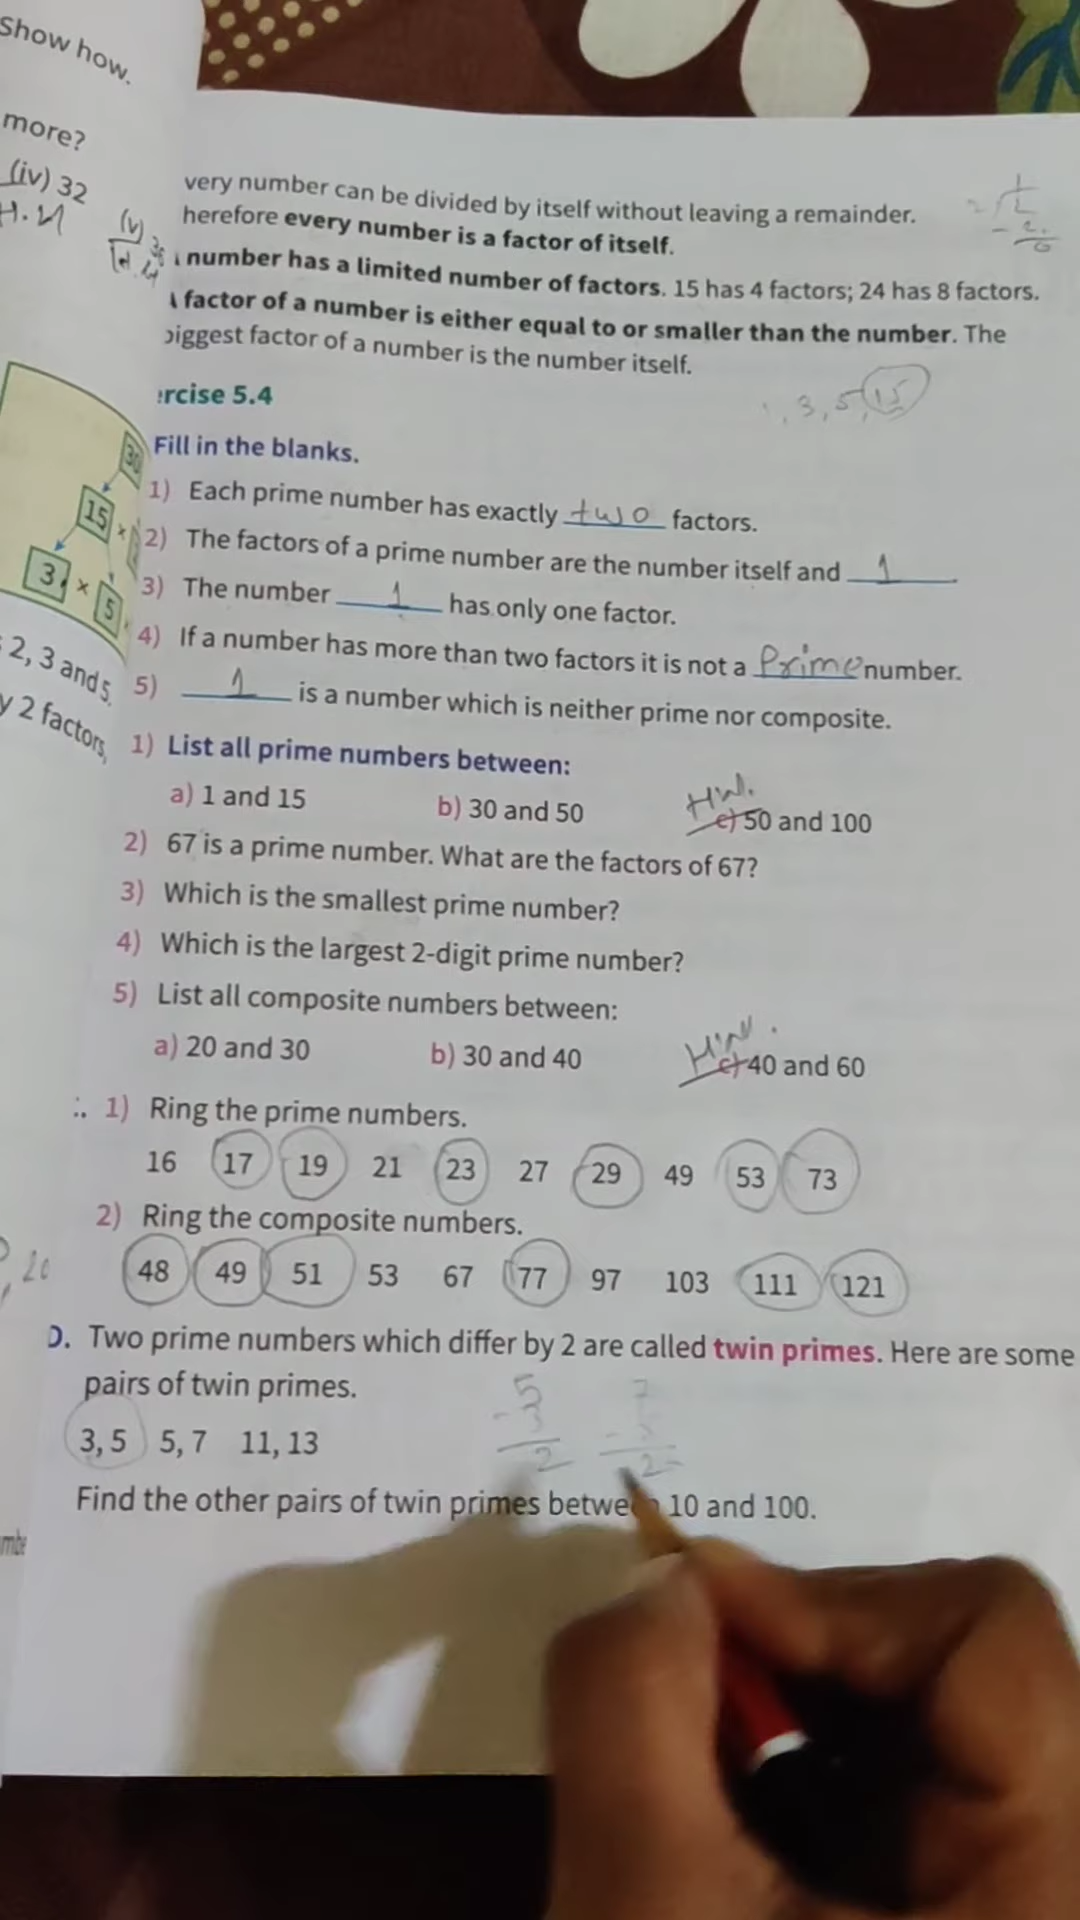 Show how.
more?
(iv) 32
H.W
(v)
very number can be divided by itself without leaving a remainder.
herefore every number is a factor of itself.
number has a limited number of factors. 15 has 4 factors; 24 has 8 factors.
A factor of a number is either equal to or smaller than the number. The
biggest factor of a number is the number itself.
, 3, 5, 15
rcise 5.4
Fill in the blanks.
1) Each prime number has exactly two factors.
2) The factors of a prime number are the number itself and 1.
3) The number 1 has only one factor.
4) If a number has more than two factors it is not a Prime number.
5) 1 is a number which is neither prime nor composite.
30
15 ×
3 × 5
2, 3 and 5.
y 2 factors,
1) List all prime numbers between:
a) 1 and 15 b) 30 and 50 H.W. c) 50 and 100
2) 67 is a prime number. What are the factors of 67?
3) Which is the smallest prime number?
4) Which is the largest 2-digit prime number?
5) List all composite numbers between:
a) 20 and 30 b) 30 and 40 H.W. c) 40 and 60
1) Ring the prime numbers.
16 17 19 21 23 27 29 49 53 73
2) Ring the composite numbers.
48 49 51 53 67 77 97 103 111 121
20
D. Two prime numbers which differ by 2 are called twin primes. Here are some
pairs of twin primes.
5 7
- 3 - 5
2 2
3, 5 5, 7 11, 13
Find the other pairs of twin primes betwe 10 and 100.